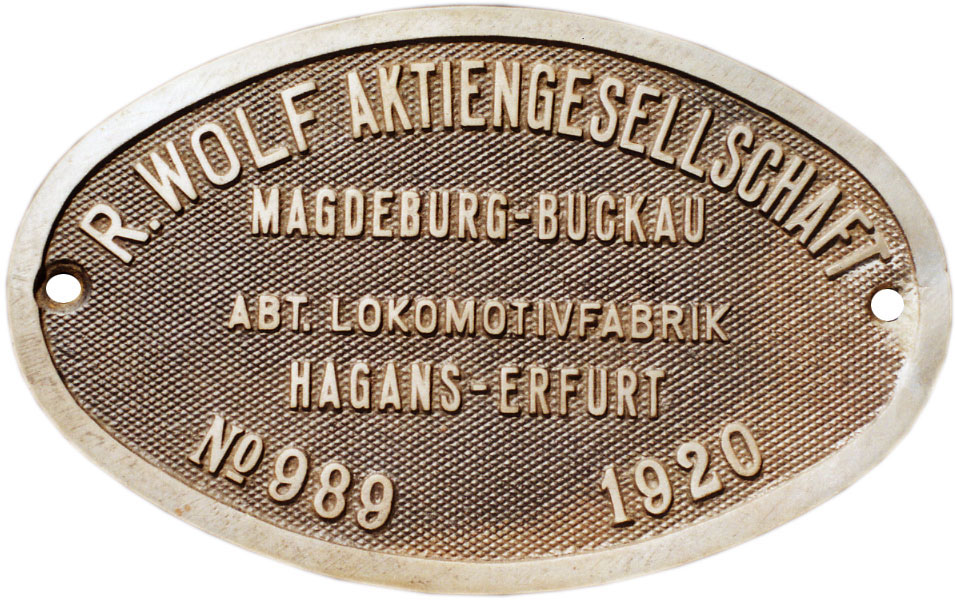 R. WOLF AKTIENGESELLSCHAFT
MAGDEBURG-BUCKAU
ABT. LOKOMOTIVFABRIK
HAGANS-ERFURT
No 989 1920